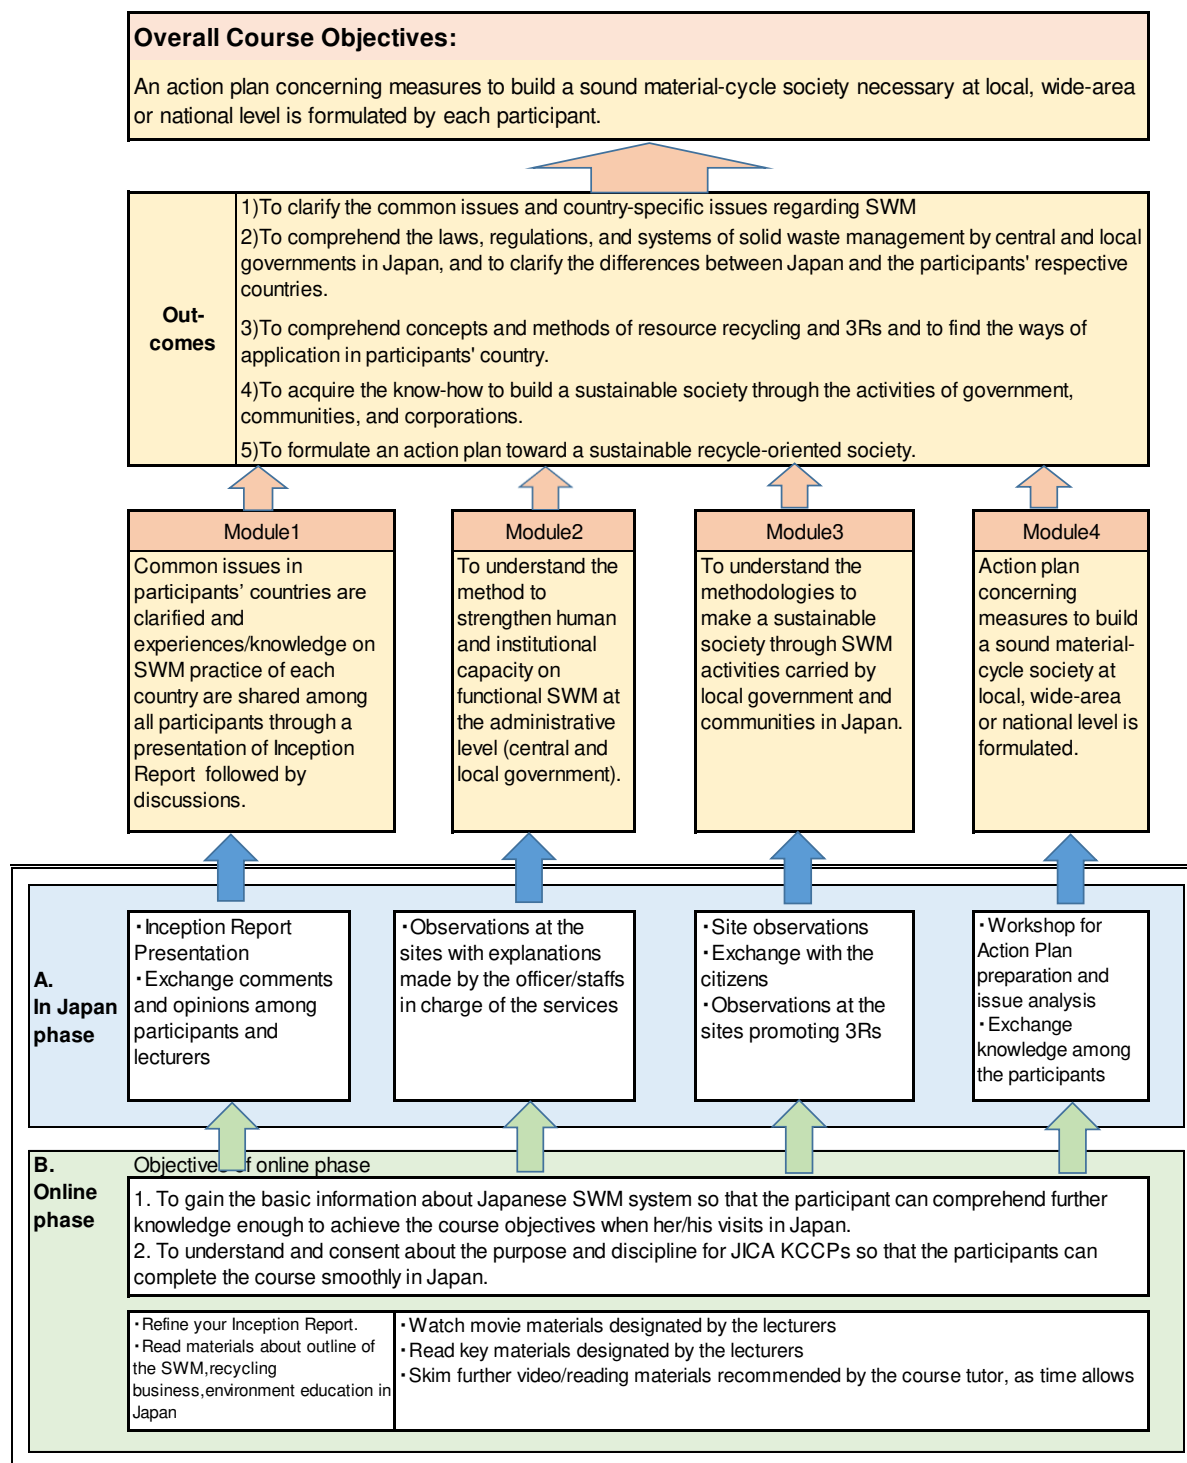 Overall Course Objectives:
An action plan concerning measures to build a sound material-cycle society necessary at local, wide-area
or national level is formulated by each participant.
Out-
comes
1)To clarify the common issues and country-specific issues regarding SWM
2)To comprehend the laws, regulations, and systems of solid waste management by central and local
governments in Japan, and to clarify the differences between Japan and the participants' respective
countries.
3)To comprehend concepts and methods of resource recycling and 3Rs and to find the ways of
application in participants' country.
4)To acquire the know-how to build a sustainable society through the activities of government,
communities, and corporations.
5)To formulate an action plan toward a sustainable recycle-oriented society.
Module1
Common issues in
participants’ countries are
clarified and
experiences/knowledge on
SWM practice of each
country are shared among
all participants through a
presentation of Inception
Report followed by
discussions.
Module2
To understand the
method to
strengthen human
and institutional
capacity on
functional SWM at
the administrative
level (central and
local government).
Module3
To understand the
methodologies to
make a sustainable
society through SWM
activities carried by
local government and
communities in Japan.
Module4
Action plan
concerning
measures to build
a sound material-
cycle society at
local, wide-area
or national level is
formulated.
A.
In Japan
phase
・Inception Report
Presentation
・Exchange comments
and opinions among
participants and
lecturers
・Observations at the
sites with explanations
made by the officer/staffs
in charge of the services
・Site observations
・Exchange with the
citizens
・Observations at the
sites promoting 3Rs
・Workshop for
Action Plan
preparation and
issue analysis
・Exchange
knowledge among
the participants
B.
Online
phase
Objectives of online phase
1. To gain the basic information about Japanese SWM system so that the participant can comprehend further
knowledge enough to achieve the course objectives when her/his visits in Japan.
2. To understand and consent about the purpose and discipline for JICA KCCPs so that the participants can
complete the course smoothly in Japan.
・Refine your Inception Report.
・Read materials about outline of
the SWM,recycling
business,environment education in
Japan
・Watch movie materials designated by the lecturers
・Read key materials designated by the lecturers
・Skim further video/reading materials recommended by the course tutor, as time allows